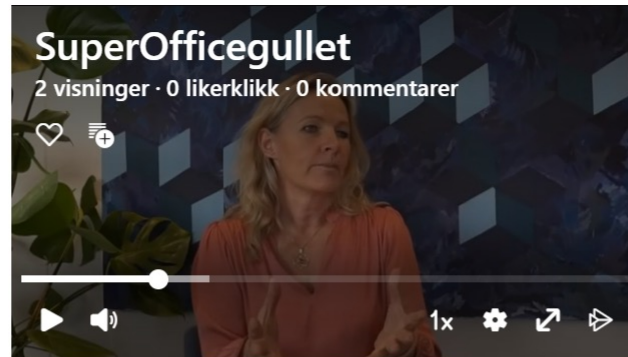 SuperOfficegullet
2 visninger · 0 likerklikk · 0 kommentarer
1x